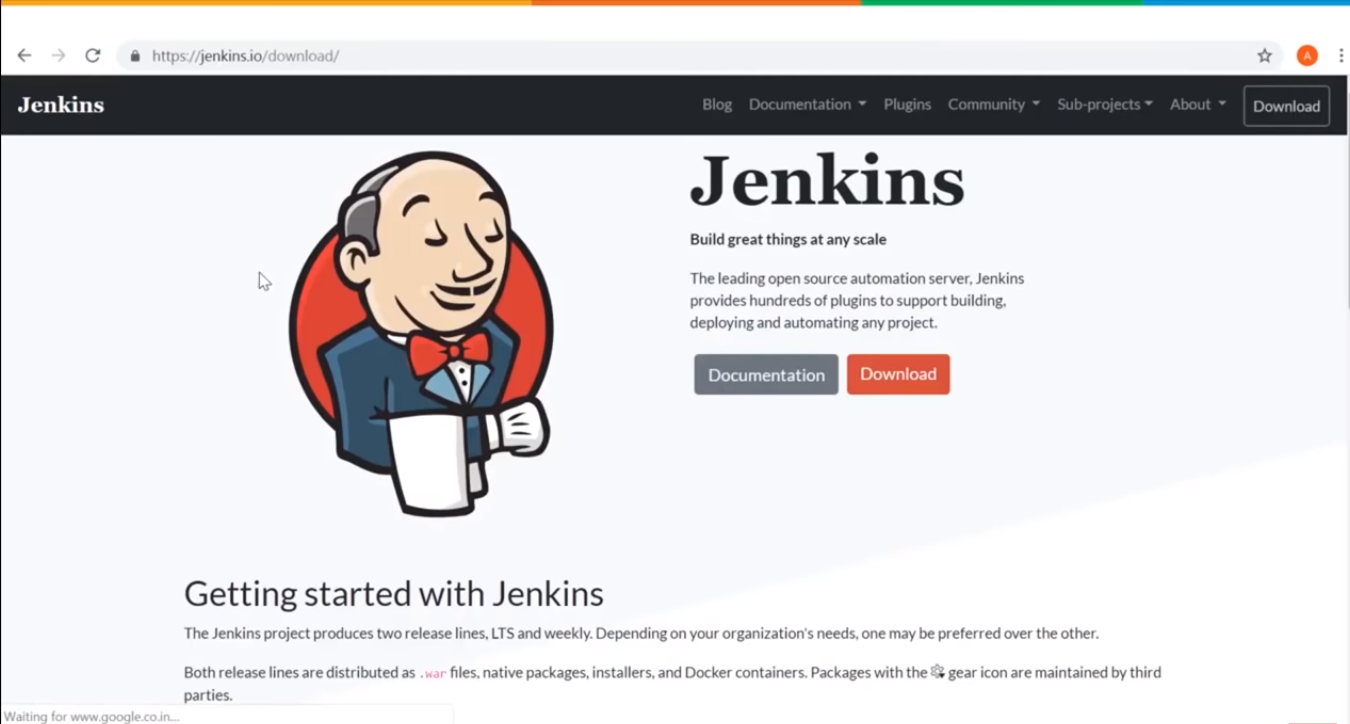 https://jenkins.io/download/
A
Jenkins
Blog Documentation Plugins Community Sub-projects About Download
Jenkins
Build great things at any scale
The leading open source automation server, Jenkins
provides hundreds of plugins to support building,
deploying and automating any project.
Documentation Download
Getting started with Jenkins
The Jenkins project produces two release lines, LTS and weekly. Depending on your organization's needs, one may be preferred over the other.
Both release lines are distributed as .war files, native packages, installers, and Docker containers. Packages with the gear icon are maintained by third
parties.
Waiting for www.google.co.in...